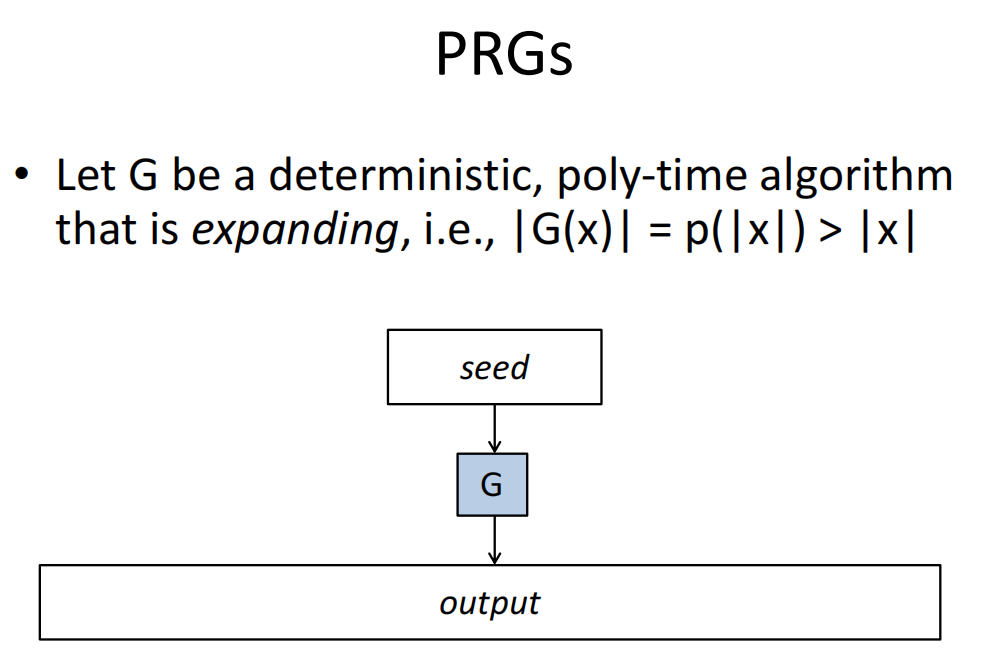 PRGs
• Let G be a deterministic, poly-time algorithm
that is expanding, i.e., |G(x)| = p(|x|) > |x|
seed
G
output